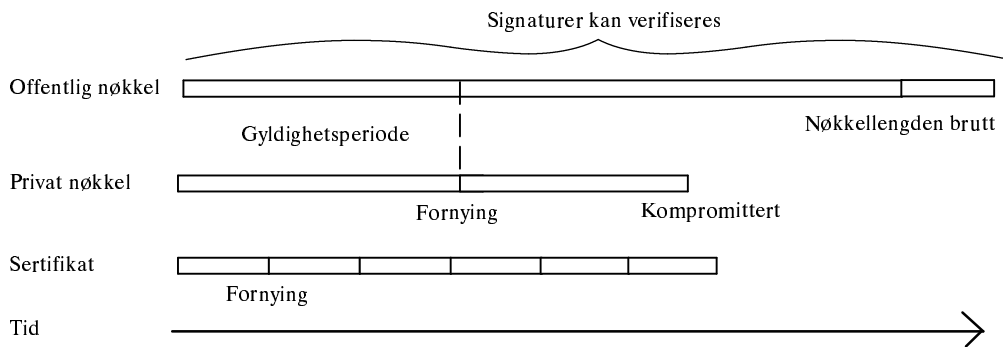 Signaturer kan verifiseres
Offentlig nøkkel
Nøkkellengden brutt
Gyldighetsperiode
Privat nøkkel
Fornying
Kompromittert
Sertifikat
Fornying
Tid